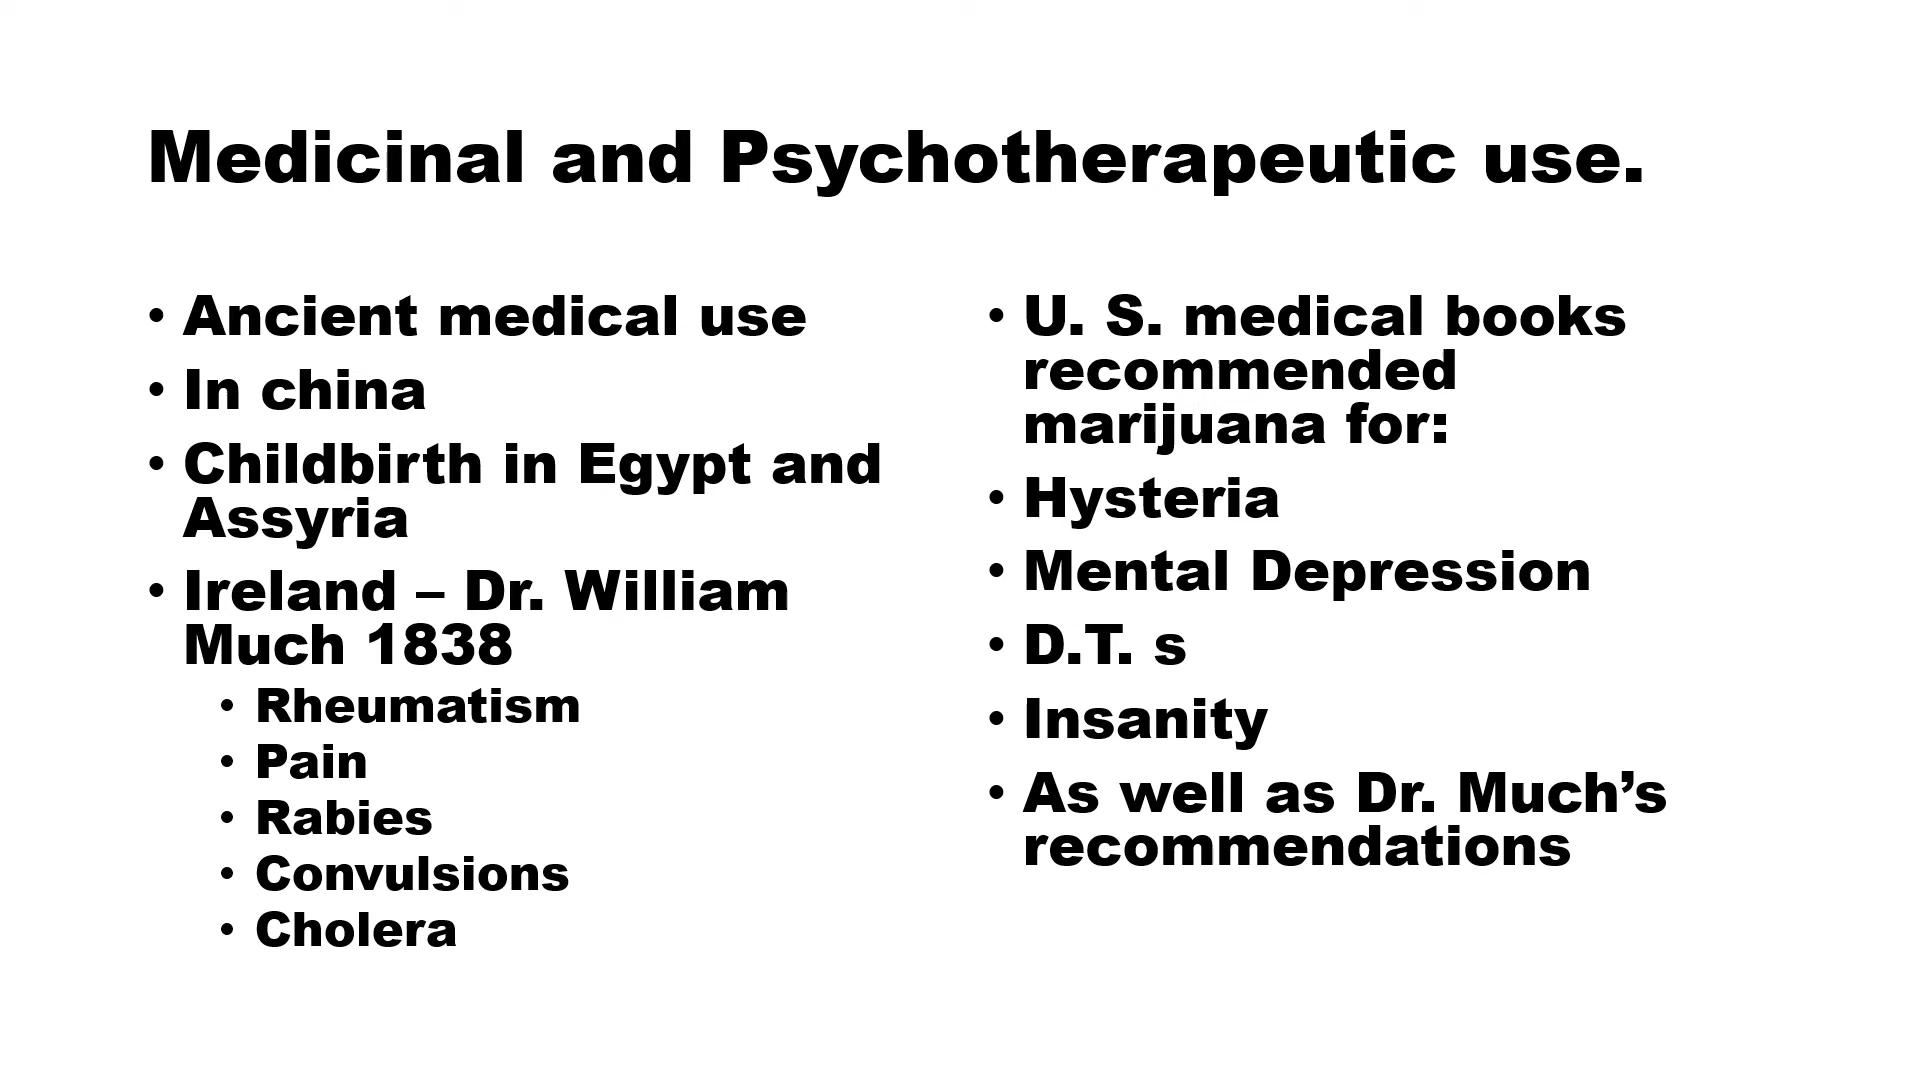 Medicinal and Psychotherapeutic use.
• Ancient medical use
• In china
• Childbirth in Egypt and
Assyria
• Ireland – Dr. William
Much 1838
• Rheumatism
• Pain
• Rabies
• Convulsions
• Cholera
• U. S. medical books
recommended
marijuana for:
• Hysteria
• Mental Depression
• D.T. s
• Insanity
• As well as Dr. Much’s
recommendations